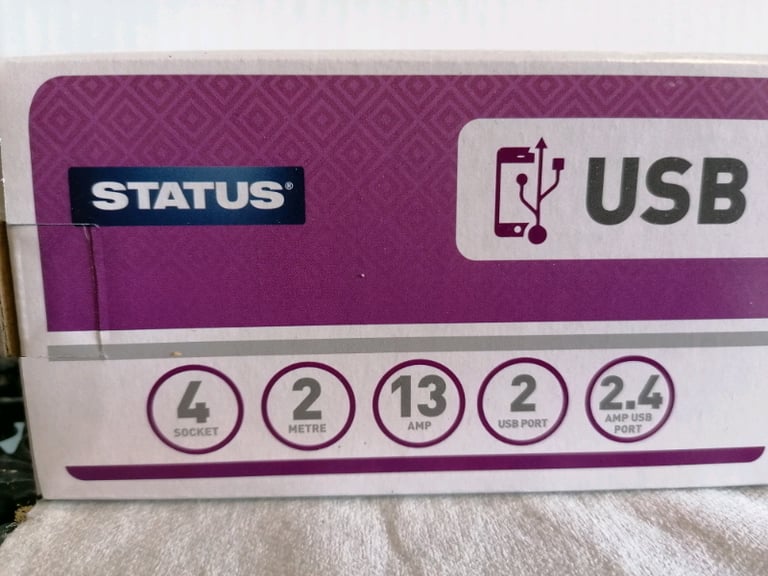 STATUS®
USB
4
SOCKET
2
METRE
13
AMP
2
USB PORT
2.4
AMP USB
PORT